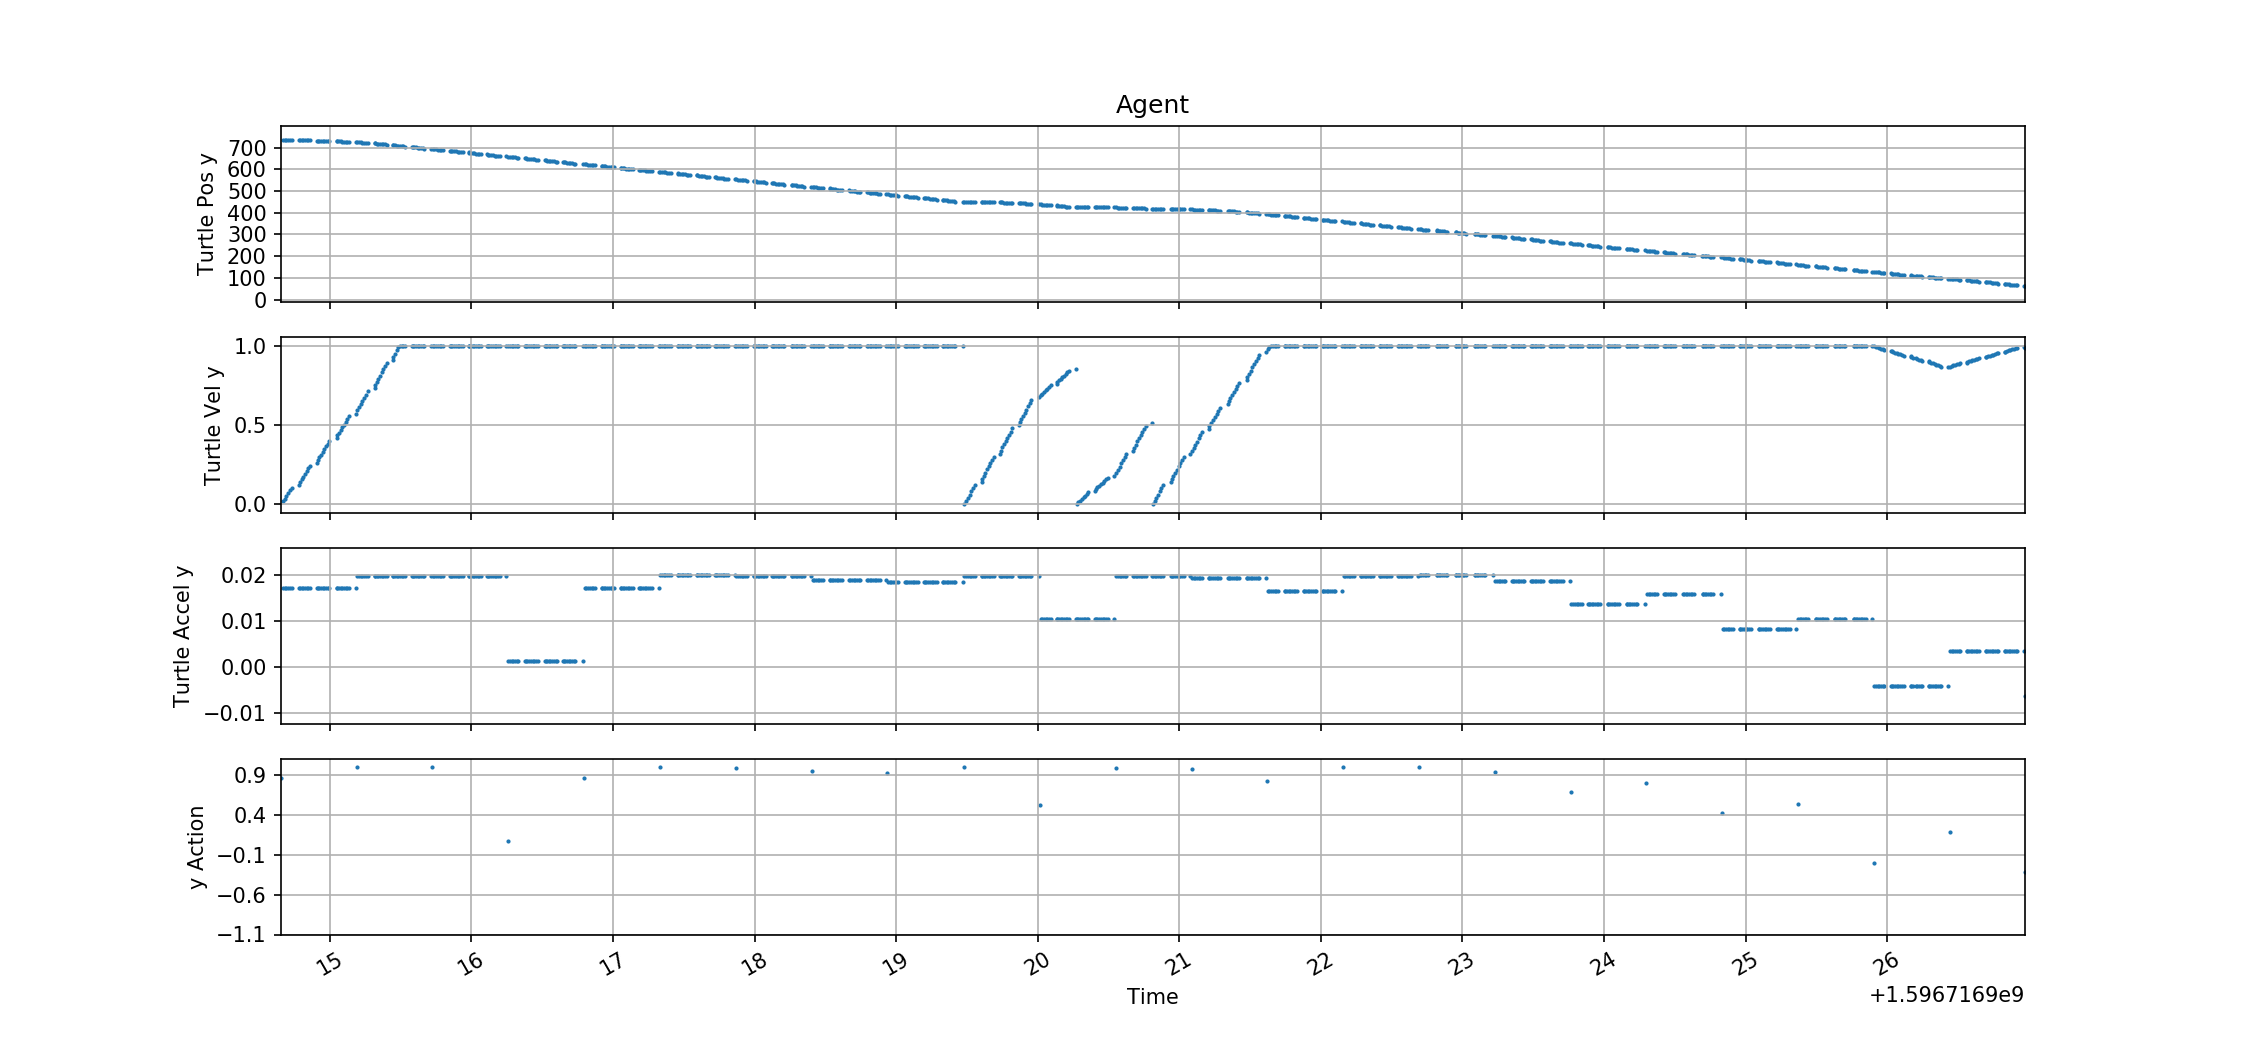 Agent
Turtle Pos y
700
600
500
400
300
200
100
0
Turtle Vel y
1.0
0.5
0.0
Turtle Accel y
0.02
0.01
0.00
−0.01
y Action
0.9
0.4
−0.1
−0.6
−1.1
15 16 17 18 19 20 21 22 23 24 25 26
Time
+1.5967169e9